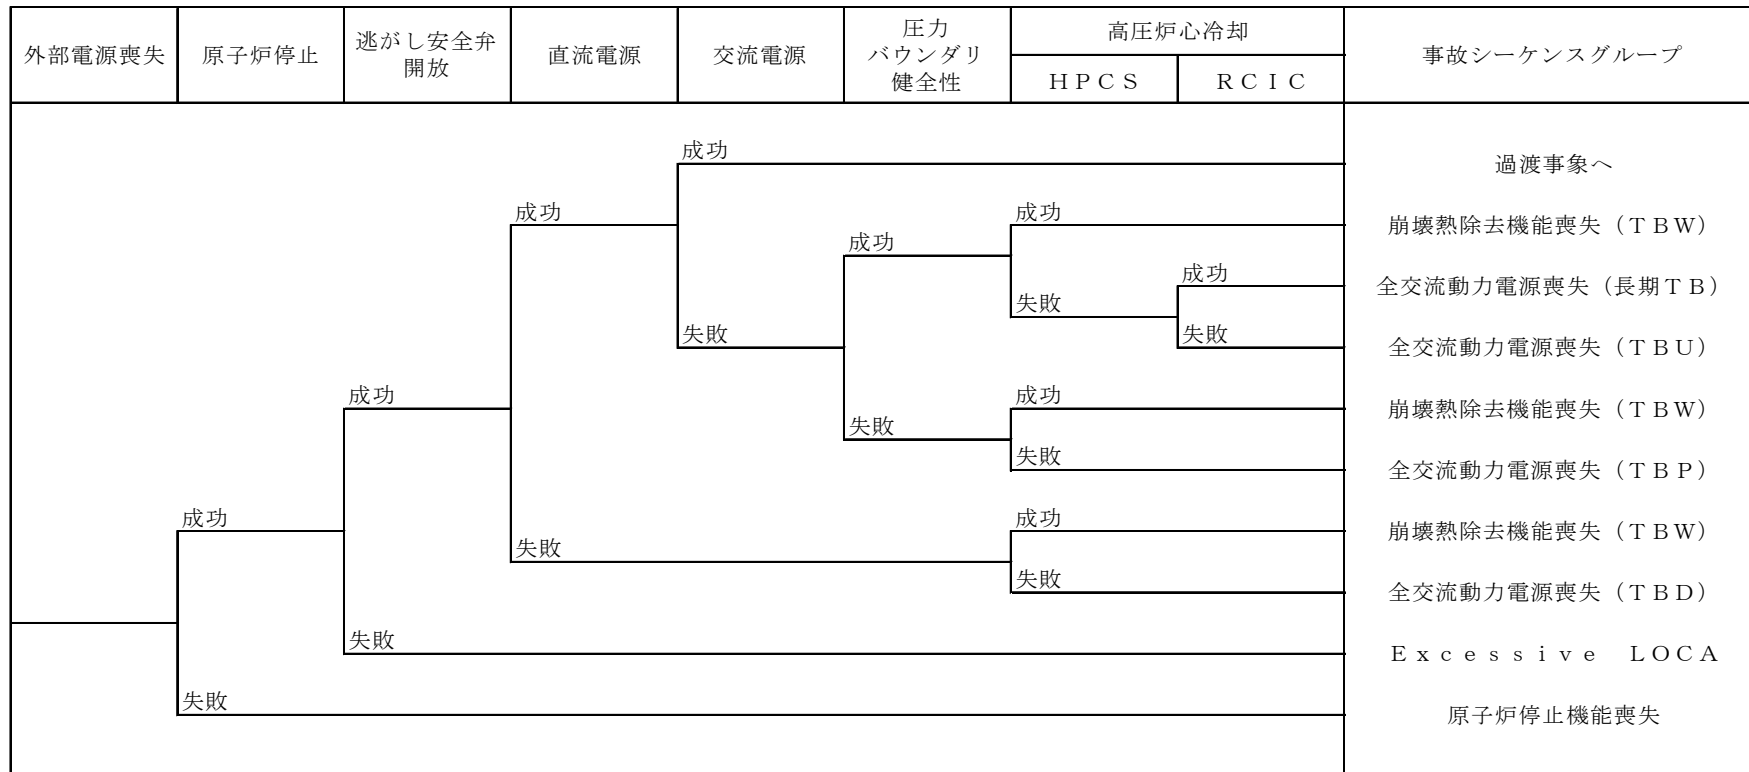 外部電源喪失
原子炉停止
逃がし安全弁
開放
直流電源
交流電源
圧力
バウンダリ
健全性
高圧炉心冷却
ＨＰＣＳ
ＲＣＩＣ
事故シーケンスグループ
成功
過渡事象へ
成功
成功
崩壊熱除去機能喪失（ＴＢＷ）
成功
成功
全交流動力電源喪失（長期ＴＢ）
失敗
失敗
失敗
全交流動力電源喪失（ＴＢＵ）
成功
成功
崩壊熱除去機能喪失（ＴＢＷ）
失敗
失敗
全交流動力電源喪失（ＴＢＰ）
成功
成功
崩壊熱除去機能喪失（ＴＢＷ）
失敗
失敗
全交流動力電源喪失（ＴＢＤ）
失敗
Ｅｘｃｅｓｓｉｖｅ　ＬＯＣＡ
失敗
原子炉停止機能喪失